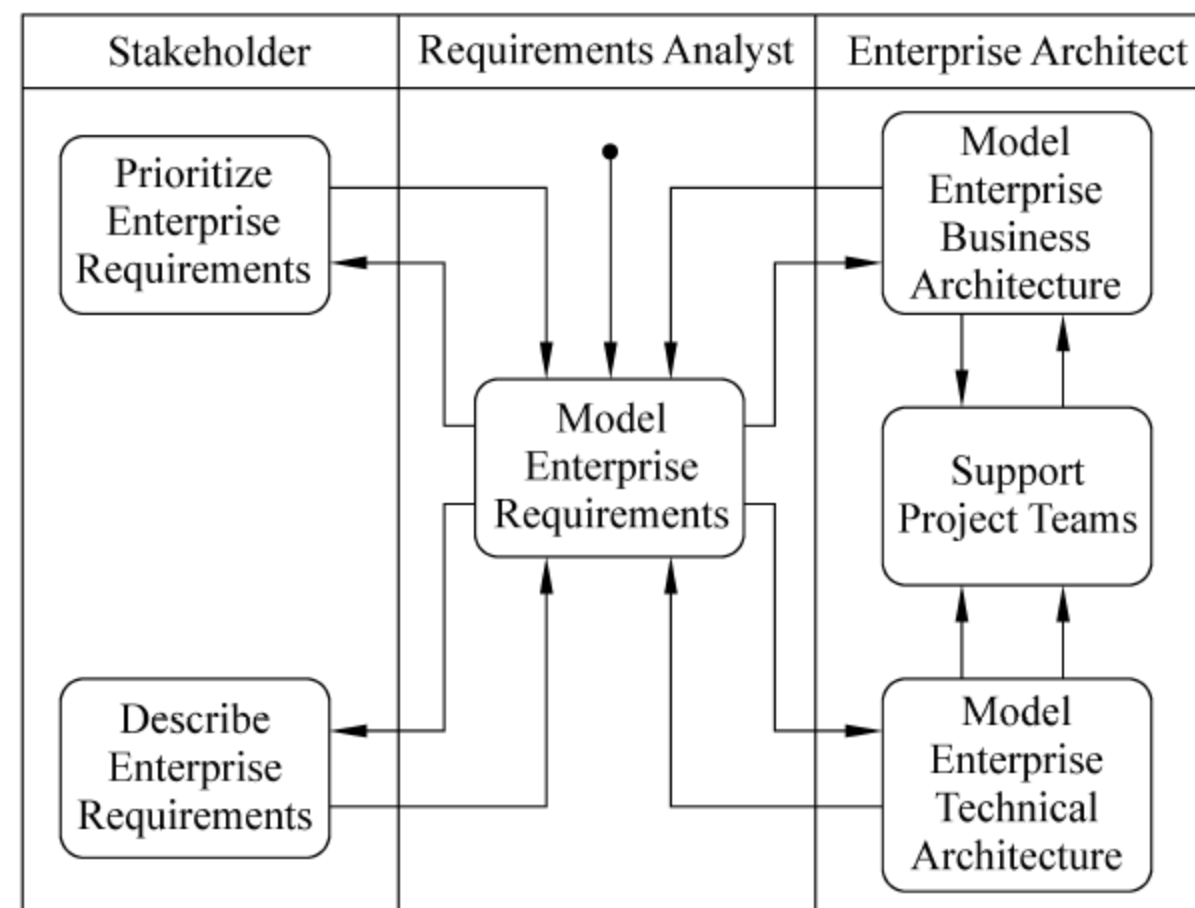 Stakeholder
Requirements Analyst
Enterprise Architect
Prioritize
Enterprise
Requirements
Model
Enterprise
Business
Architecture
Model
Enterprise
Requirements
Support
Project Teams
Describe
Enterprise
Requirements
Model
Enterprise
Technical
Architecture